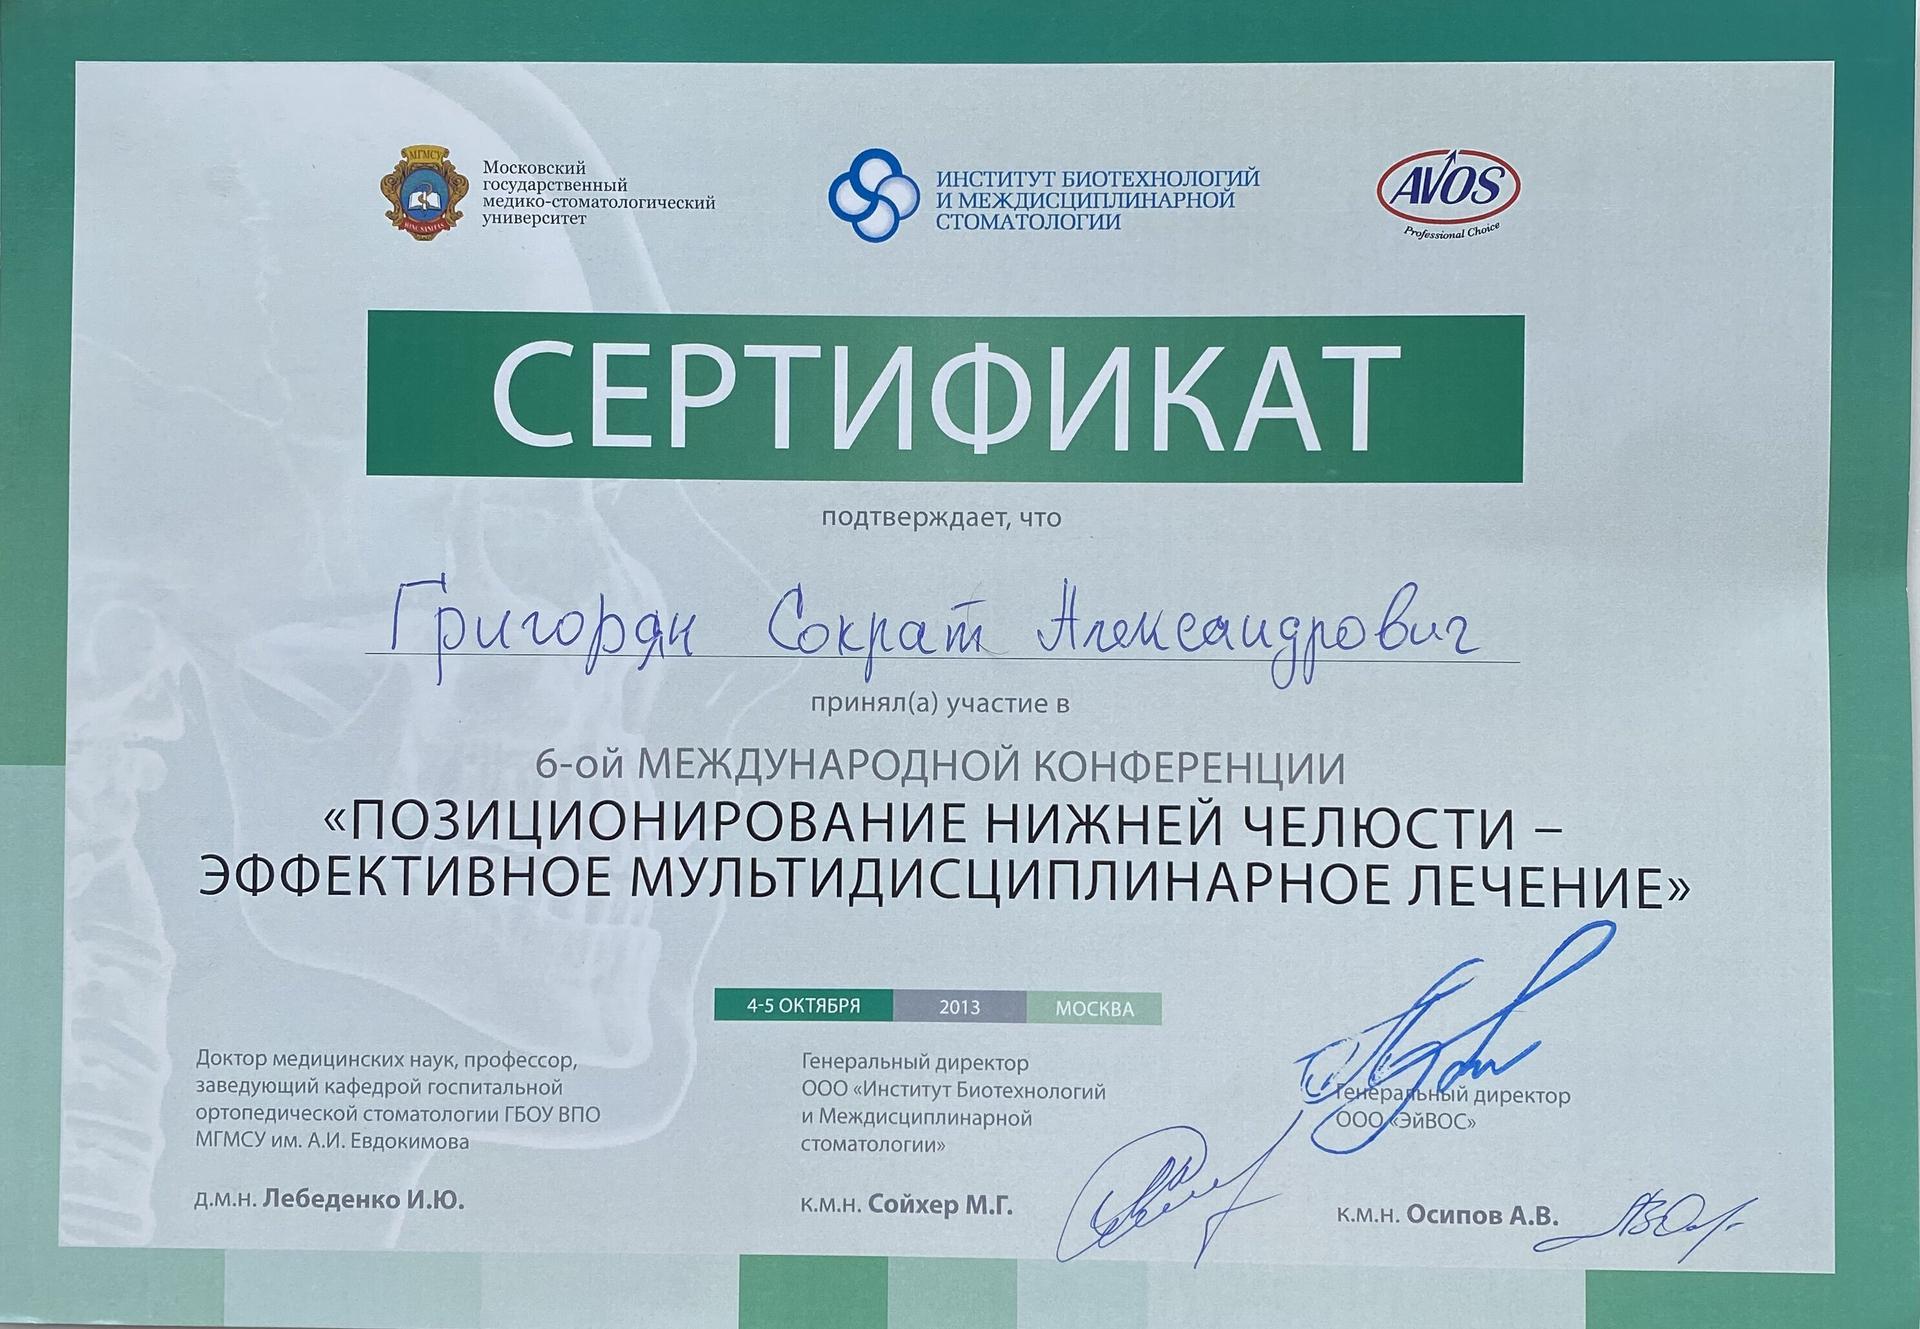 МГМСУ
Московский
государственный
медико-стоматологический
университет
ИНСТИТУТ БИОТЕХНОЛОГИЙ
И МЕЖДИСЦИПЛИНАРНОЙ
СТОМАТОЛОГИИ
AVOS
Professional Choice
СЕРТИФИКАТ
подтверждает, что
Григорян Сократ Александрович
принял(а) участие в
6-ой МЕЖДУНАРОДНОЙ КОНФЕРЕНЦИИ
«ПОЗИЦИОНИРОВАНИЕ НИЖНЕЙ ЧЕЛЮСТИ –
ЭФФЕКТИВНОЕ МУЛЬТИДИСЦИПЛИНАРНОЕ ЛЕЧЕНИЕ»
4-5 ОКТЯБРЯ 2013 МОСКВА
Доктор медицинских наук, профессор,
заведующий кафедрой госпитальной
ортопедической стоматологии ГБОУ ВПО
МГМСУ им. А.И. Евдокимова
д.м.н. Лебеденко И.Ю.
Генеральный директор
ООО «Институт Биотехнологий
и Междисциплинарной
стоматологии»
к.м.н. Сойхер М.Г.
Генеральный директор
ООО «ЭйВОС»
к.м.н. Осипов А.В.